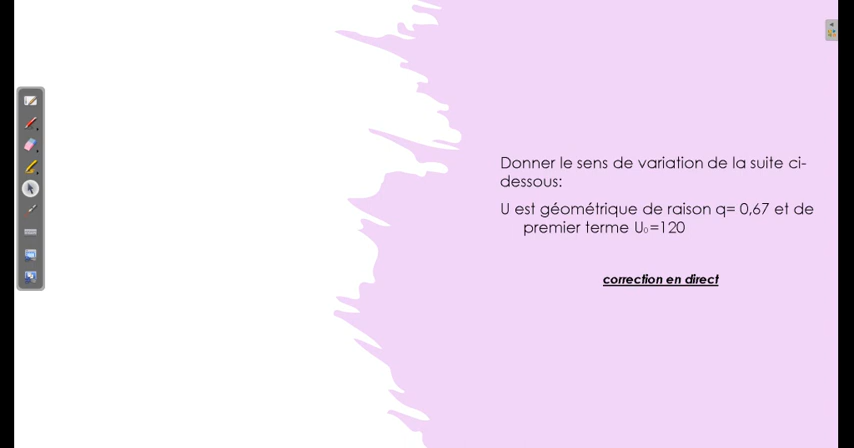 Donner le sens de variation de la suite ci-
dessous:
U est géométrique de raison q= 0,67 et de
premier terme U₀=120
correction en direct